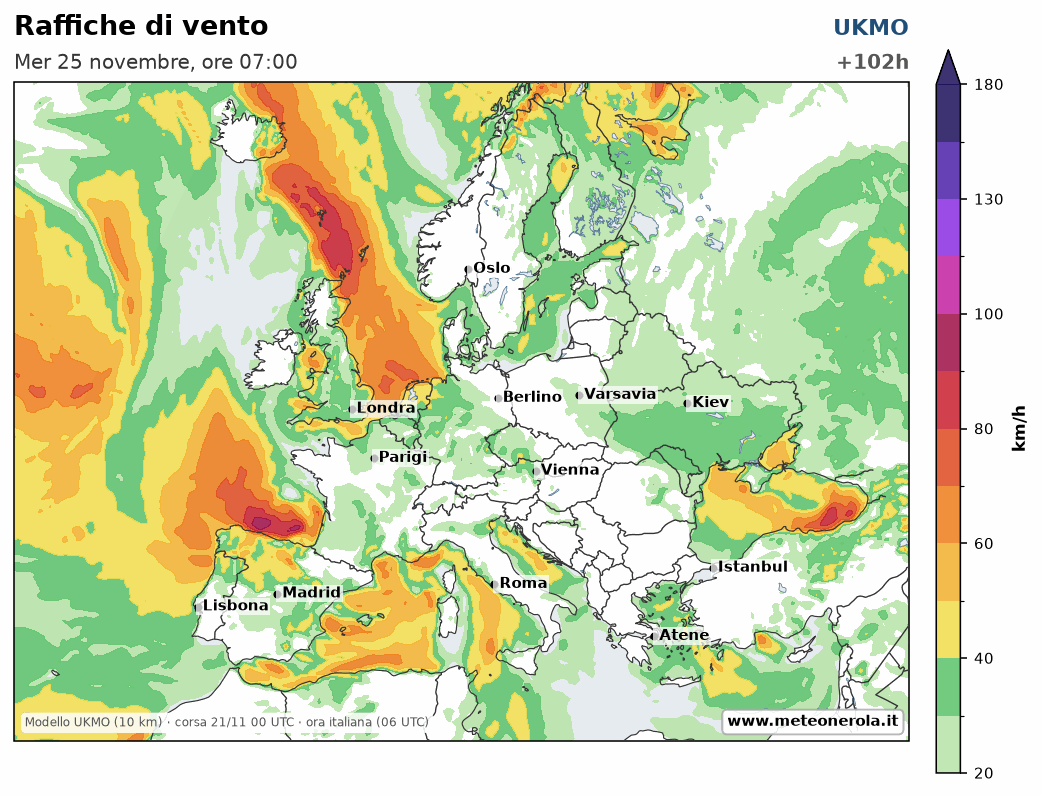 Raffiche di vento
UKMO
Mer 25 novembre, ore 07:00
+102h
180
130
100
80
60
40
20
km/h
Oslo
Londra
Berlino
Varsavia
Kiev
Parigi
Vienna
Istanbul
Roma
Madrid
Lisbona
Atene
Modello UKMO (10 km) · corsa 21/11 00 UTC · ora italiana (06 UTC)
www.meteonerola.it